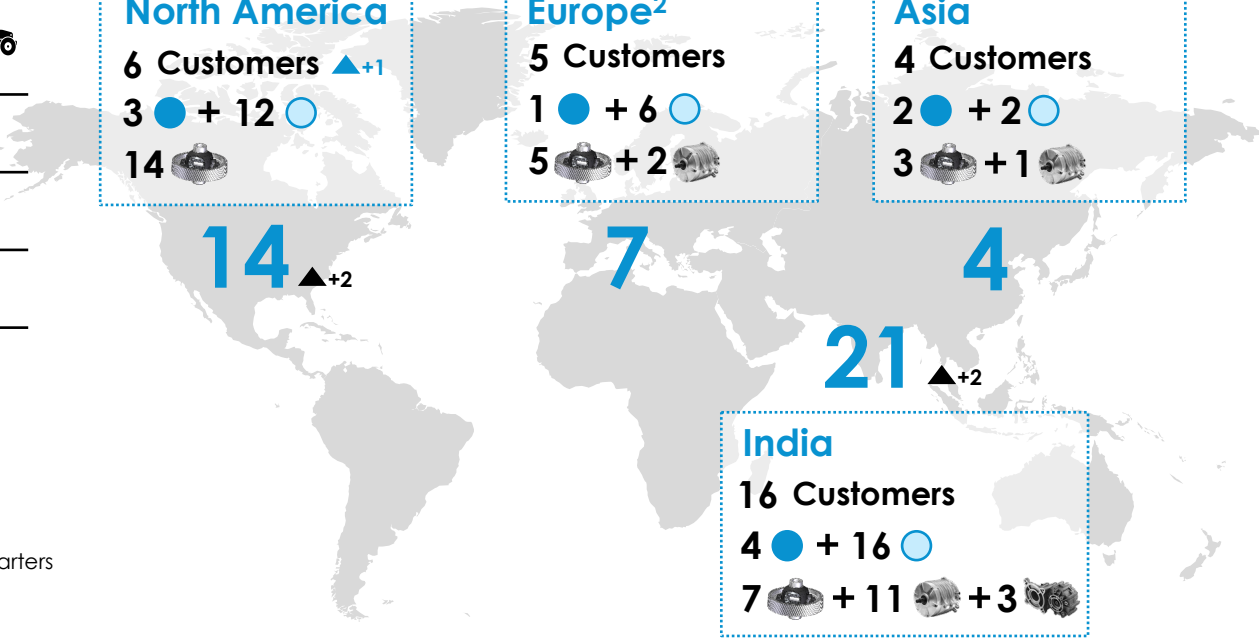 North America
6 Customers ▲+1
3 + 12
14
14 ▲+2
Europe²
5 Customers
1 + 6
5 + 2
7
Asia
4 Customers
2 + 2
3 + 1
4
21 ▲+2
India
16 Customers
4 + 16
7 + 11 + 3
arters